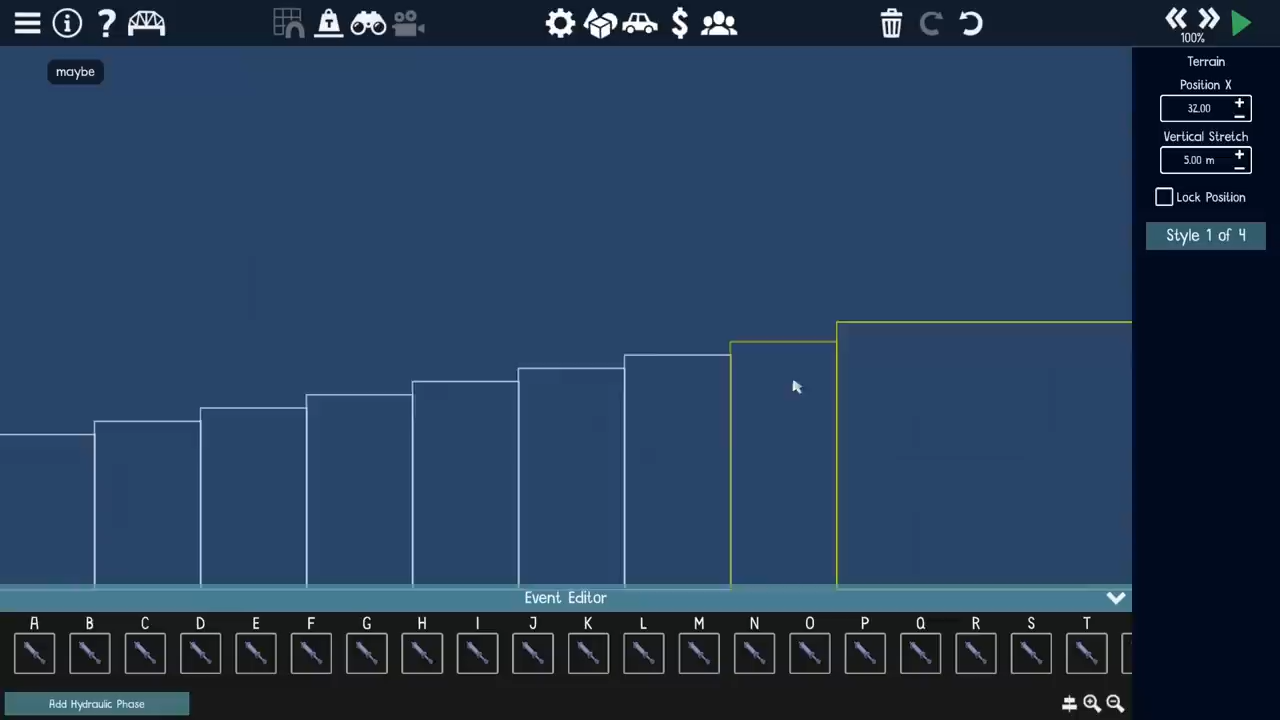 100%
maybe
Terrain
Position X
32.00
Vertical Stretch
5.00 m
Lock Position
Style 1 of 4
Event Editor
A B C D E F G H I J K L M N O P Q R S T
Add Hydraulic Phase